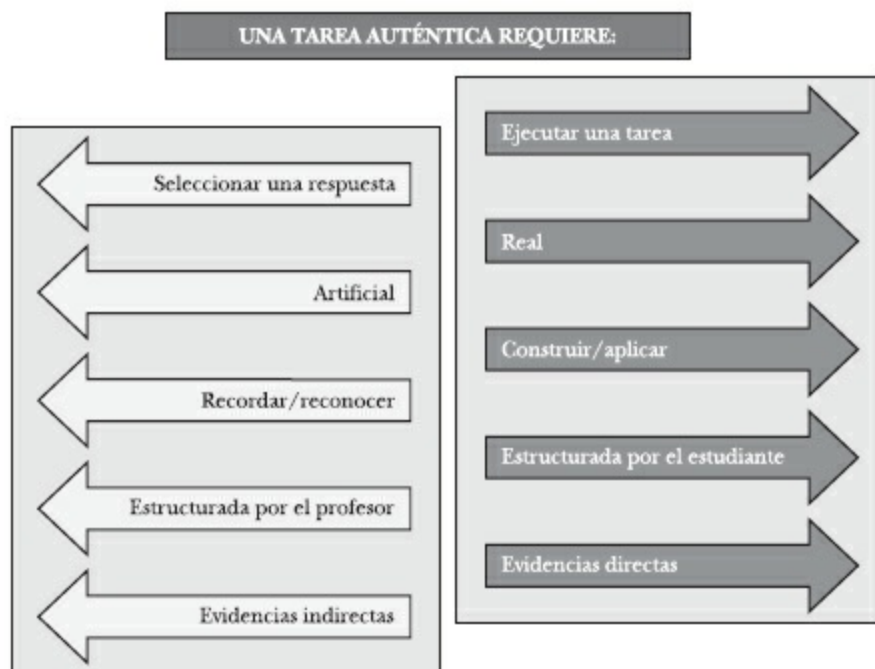 UNA TAREA AUTÉNTICA REQUIERE:
Seleccionar una respuesta
Artificial
Recordar/reconocer
Estructurada por el profesor
Evidencias indirectas
Ejecutar una tarea
Real
Construir/aplicar
Estructurada por el estudiante
Evidencias directas